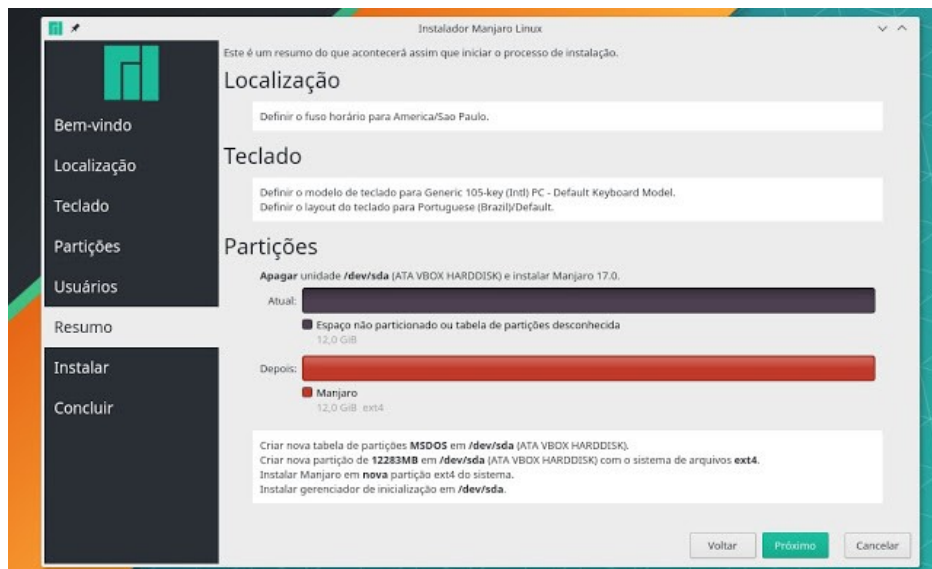 Instalador Manjaro Linux
Bem-vindo
Localização
Teclado
Partições
Usuários
Resumo
Instalar
Concluir
Este é um resumo do que acontecerá assim que iniciar o processo de instalação.
Localização
Definir o fuso horário para America/Sao Paulo.
Teclado
Definir o modelo de teclado para Generic 105-key (Intl) PC - Default Keyboard Model.
Definir o layout do teclado para Portuguese (Brazil)/Default.
Partições
Apagar unidade /dev/sda (ATA VBOX HARDDISK) e instalar Manjaro 17.0.
Atual:
Espaço não particionado ou tabela de partições desconhecida
12,0 GiB
Depois:
Manjaro
12,0 GiB ext4
Criar nova tabela de partições MSDOS em /dev/sda (ATA VBOX HARDDISK).
Criar nova partição de 12283MB em /dev/sda (ATA VBOX HARDDISK) com o sistema de arquivos ext4.
Instalar Manjaro em nova partição ext4 do sistema.
Instalar gerenciador de inicialização em /dev/sda.
Voltar Próximo Cancelar